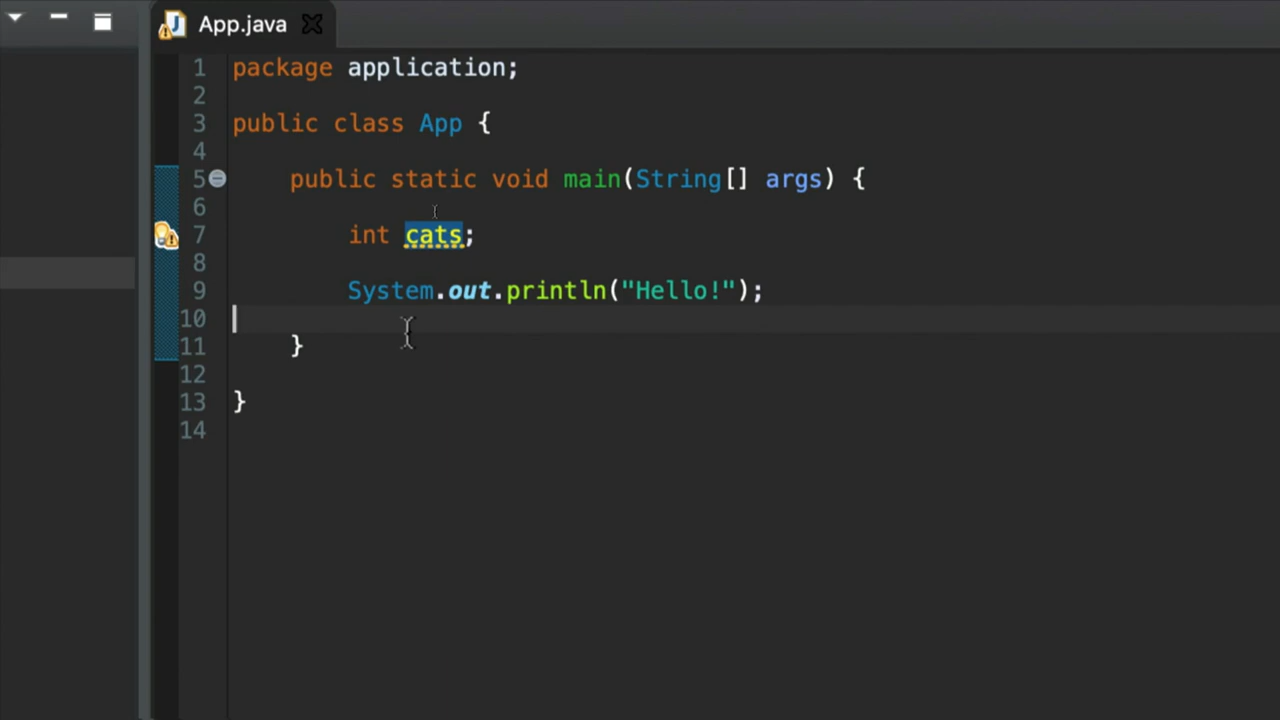 App.java
1 package application;
2
3 public class App {
4
5 public static void main(String[] args) {
6
7 int cats;
8
9 System.out.println("Hello!");
10
11 }
12
13 }
14